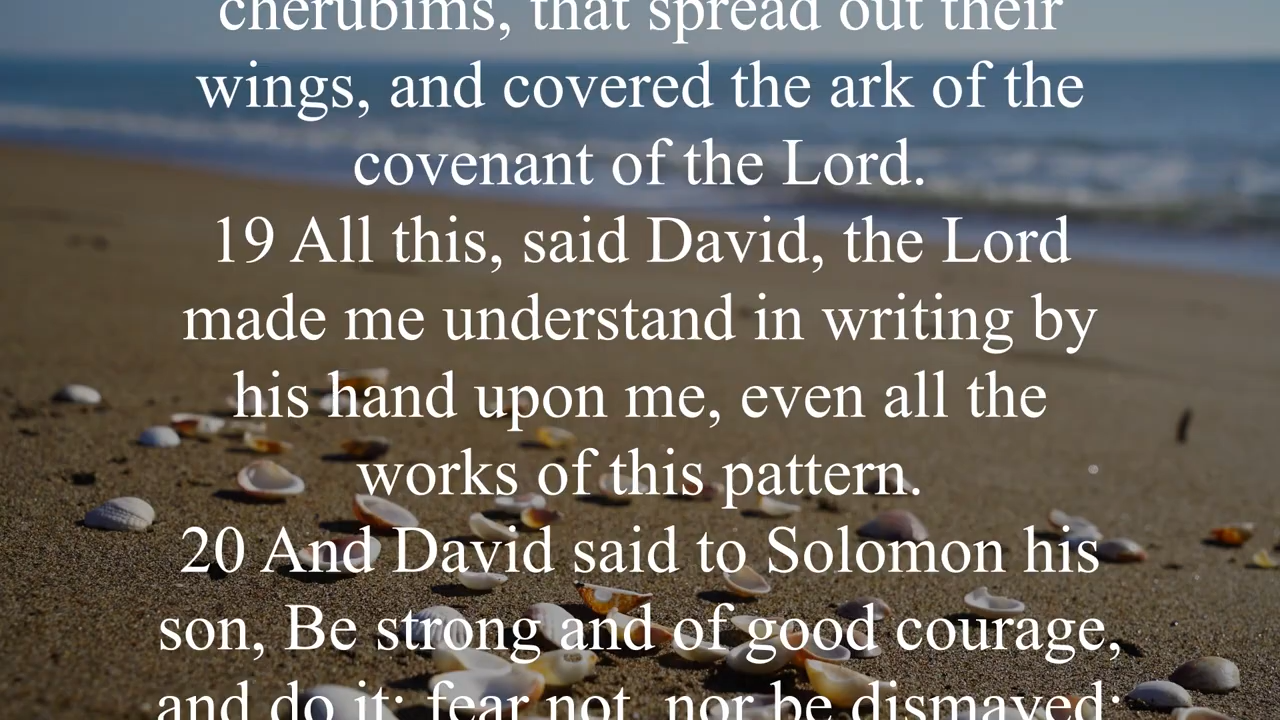 cherubims, that spread out their
wings, and covered the ark of the
covenant of the Lord.
19 All this, said David, the Lord
made me understand in writing by
his hand upon me, even all the
works of this pattern.
20 And David said to Solomon his
son, Be strong and of good courage,
and do it: fear not, nor be dismayed: